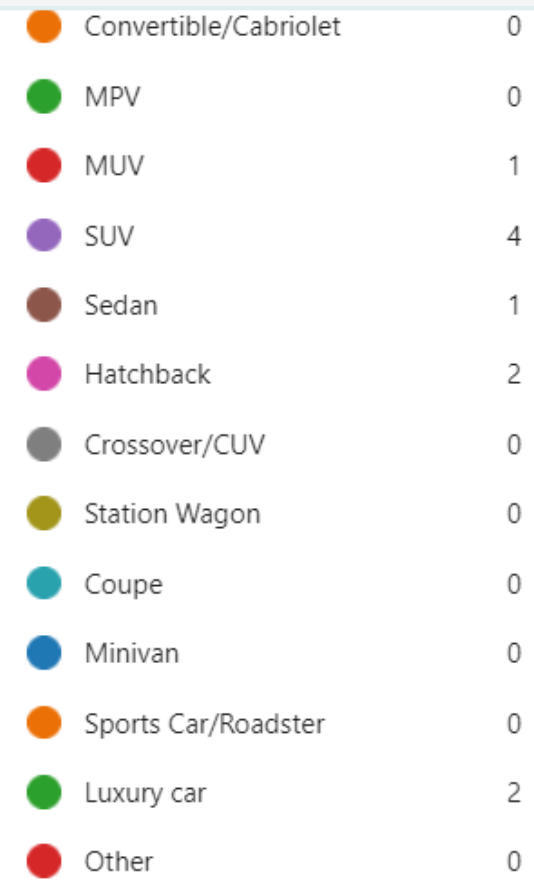 Convertible/Cabriolet 0
MPV 0
MUV 1
SUV 4
Sedan 1
Hatchback 2
Crossover/CUV 0
Station Wagon 0
Coupe 0
Minivan 0
Sports Car/Roadster 0
Luxury car 2
Other 0